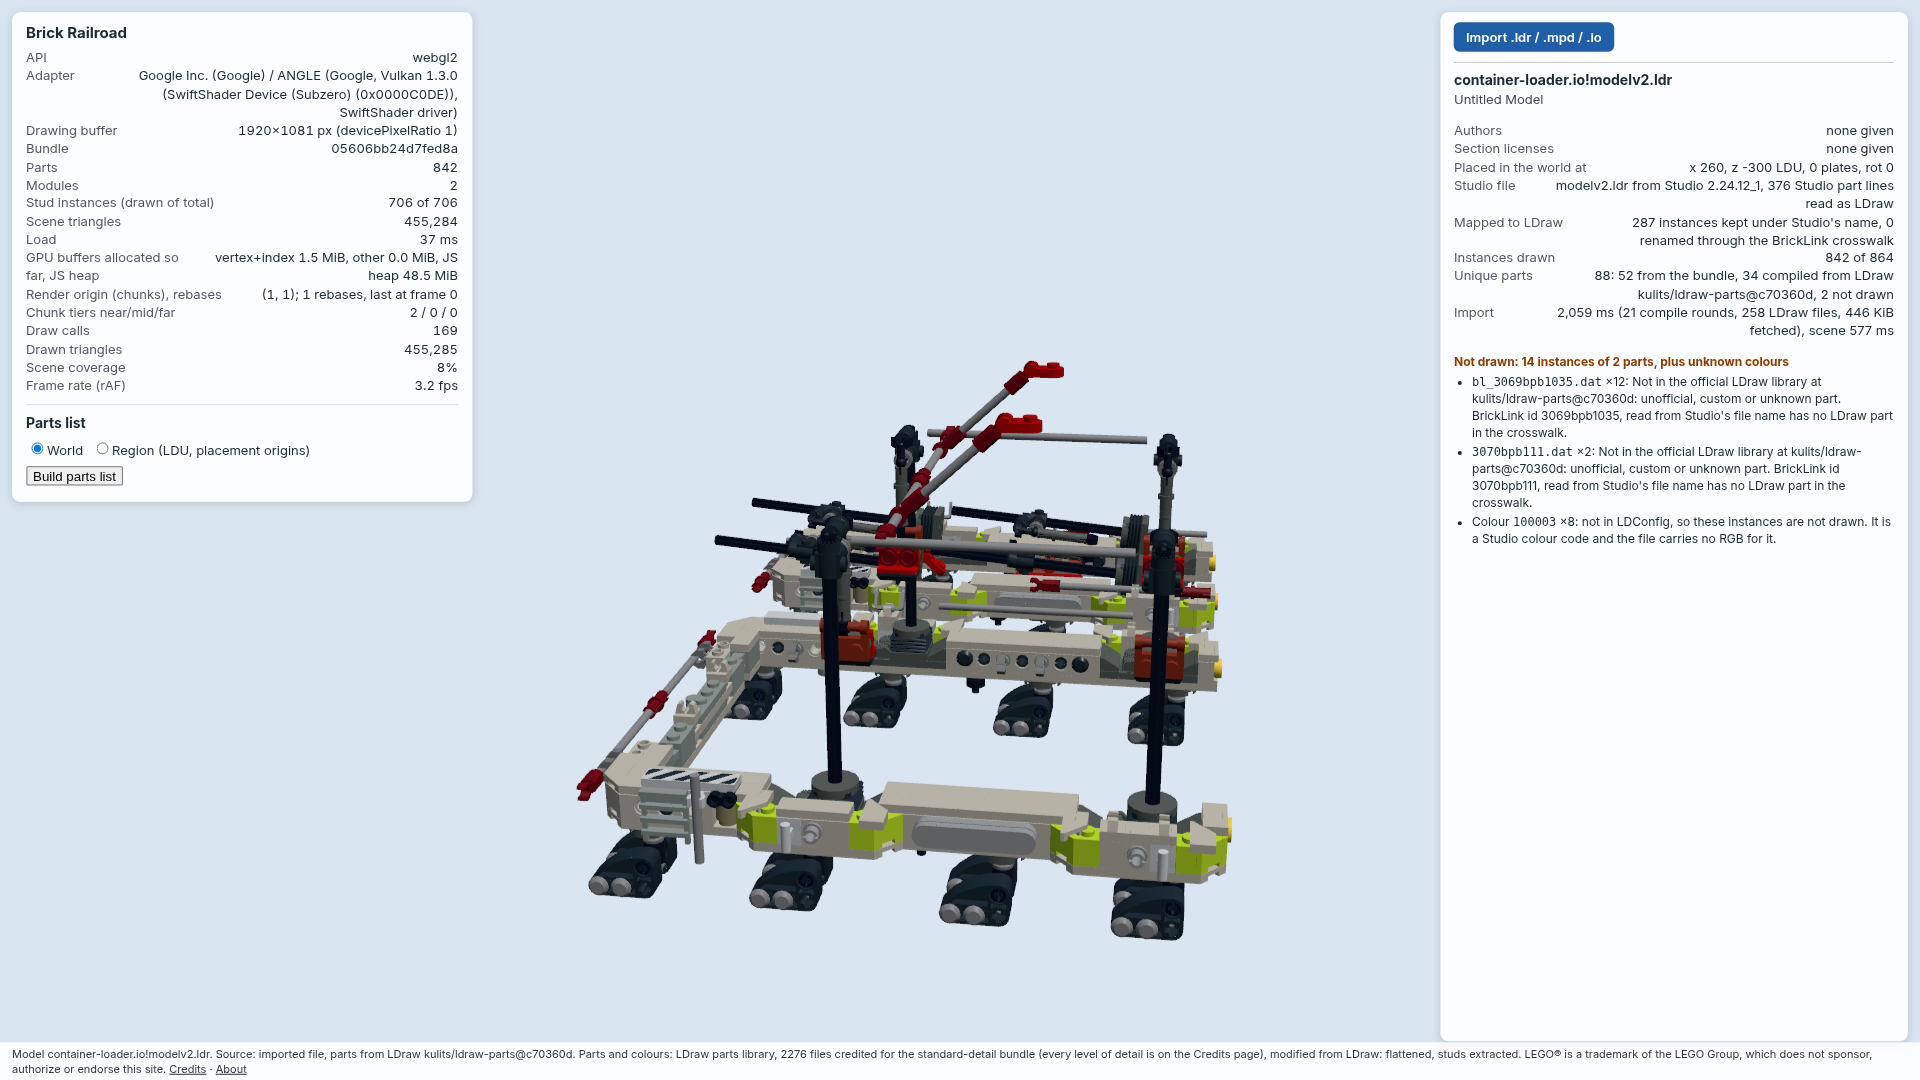 Brick Railroad
API webgl2
Adapter Google Inc. (Google) / ANGLE (Google, Vulkan 1.3.0
(SwiftShader Device (Subzero) (0x0000C0DE)),
SwiftShader driver)
Drawing buffer 1920×1081 px (devicePixelRatio 1)
Bundle 05606bb24d7fed8a
Parts 842
Modules 2
Stud instances (drawn of total) 706 of 706
Scene triangles 455,284
Load 37 ms
GPU buffers allocated so far, JS heap vertex+index 1.5 MiB, other 0.0 MiB, JS
heap 48.5 MiB
Render origin (chunks), rebases (1, 1); 1 rebases, last at frame 0
Chunk tiers near/mid/far 2 / 0 / 0
Draw calls 169
Drawn triangles 455,285
Scene coverage 8%
Frame rate (rAF) 3.2 fps
Parts list
World Region (LDU, placement origins)
Build parts list
Import .ldr / .mpd / .io
container-loader.io!modelv2.ldr
Untitled Model
Authors none given
Section licenses none given
Placed in the world at x 260, z -300 LDU, 0 plates, rot 0
Studio file modelv2.ldr from Studio 2.24.12_1, 376 Studio part lines
read as LDraw
Mapped to LDraw 287 instances kept under Studio's name, 0
renamed through the BrickLink crosswalk
Instances drawn 842 of 864
Unique parts 88: 52 from the bundle, 34 compiled from LDraw
kulits/ldraw-parts@c70360d, 2 not drawn
Import 2,059 ms (21 compile rounds, 258 LDraw files, 446 KiB
fetched), scene 577 ms
Not drawn: 14 instances of 2 parts, plus unknown colours
• bl_3069bpb1035.dat ×12: Not in the official LDraw library at
kulits/ldraw-parts@c70360d: unofficial, custom or unknown part.
BrickLink id 3069bpb1035, read from Studio's file name has no LDraw part
in the crosswalk.
• 3070bpb111.dat ×2: Not in the official LDraw library at kulits/ldraw-
parts@c70360d: unofficial, custom or unknown part. BrickLink id
3070bpb111, read from Studio's file name has no LDraw part in the
crosswalk.
• Colour 100003 ×8: not in LDConfig, so these instances are not drawn. It is
a Studio colour code and the file carries no RGB for it.
Model container-loader.io!modelv2.ldr. Source: imported file, parts from LDraw kulits/ldraw-parts@c70360d. Parts and colours: LDraw parts library, 2276 files credited for the standard-detail bundle (every level of detail is on the Credits page), modified from LDraw: flattened, studs extracted. LEGO® is a trademark of the LEGO Group, which does not sponsor,
authorize or endorse this site. Credits · About